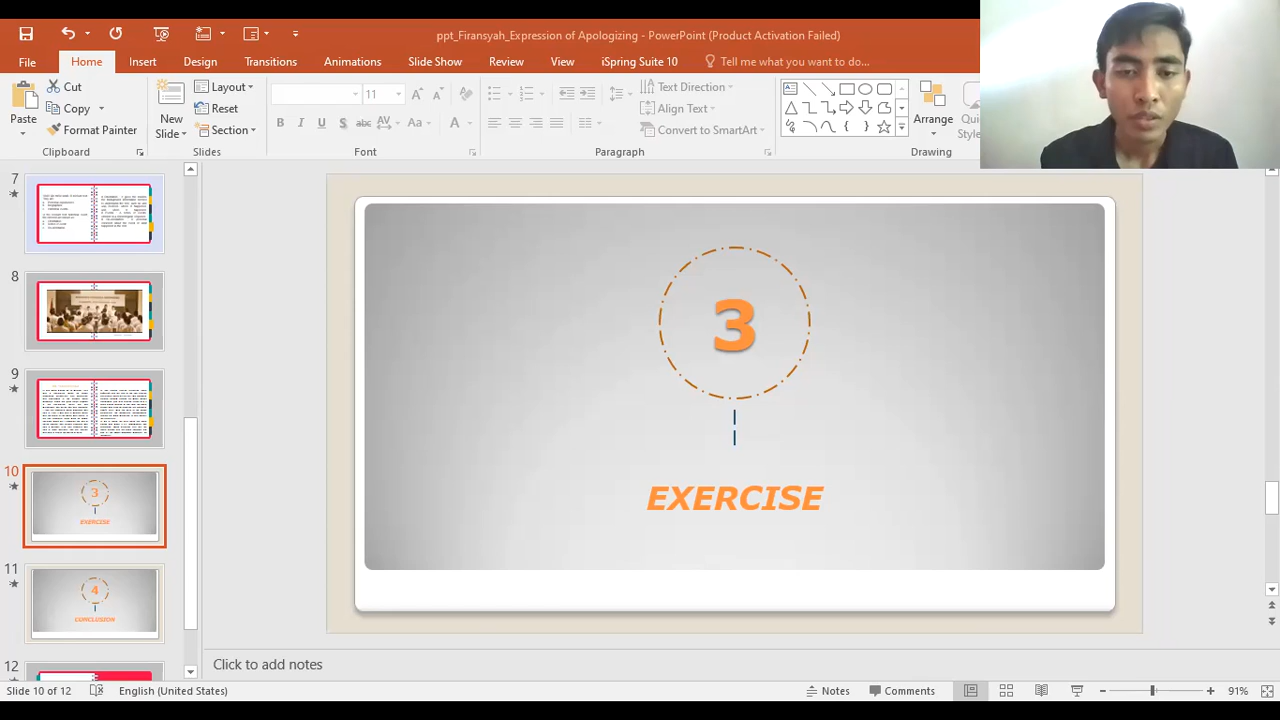 ppt_Firansyah_Expression of Apologizing - PowerPoint (Product Activation Failed)
File Home Insert Design Transitions Animations Slide Show Review View iSpring Suite 10 Tell me what you want to do...
Paste
Cut
Copy
Format Painter
Clipboard
New Slide
Layout
Reset
Section
Slides
11
Font
Text Direction
Align Text
Convert to SmartArt
Paragraph
Arrange
Drawing
7
8
9
10
3
EXERCISE
11
4
CONCLUSION
12
3
EXERCISE
Click to add notes
Slide 10 of 12 English (United States) Notes Comments 91%